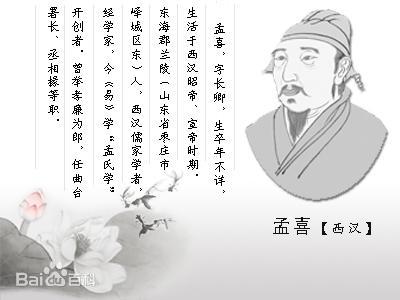 孟喜，字长卿，生卒年不详，
生活于西汉昭帝、宣帝时期。
东海郡兰陵（山东省枣庄市
峄城区东）人，西汉儒家学者，
经学家，今《易》学“孟氏学”
开创者。曾举孝廉为郎，任曲台
署长、丞相掾等职。
孟喜【西汉】
Bai百科